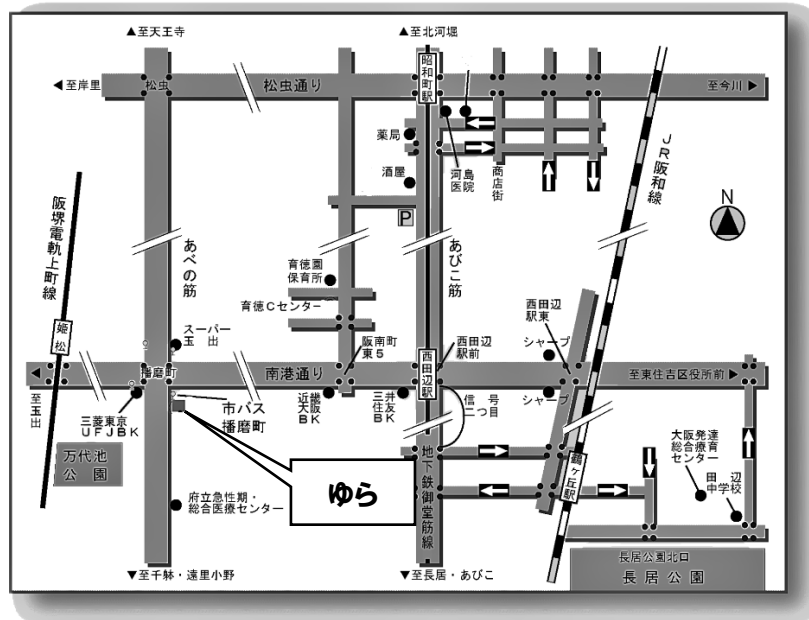 ▲至天王寺
▲至北河堀
◀至岸里
松虫
松虫通り
昭和町駅
至今川▶
薬局
酒屋
河島
医院
商店街
JR阪和線
N
P
阪堺電軌上町線
あべの筋
あびこ筋
育徳園
保育所
育徳Cセンター
西田辺
駅東
スーパー
玉出
阪南町
東5
西田辺
駅前
シャープ
姫松
◀
播磨町
南港通り
西田辺駅
至東住吉区役所前▶
至玉出
三菱東京
UFJBK
市バス
播磨町
近畿
大阪
BK
三井
住友
BK
信号
二つ目
シャープ
万代池
公園
ゆら
地下鉄御堂筋線
鶴ヶ丘駅
大阪発達
総合療育
センター
田辺
中学校
府立急性期・
総合医療センター
長居公園北口
長居公園
▼至千躰・遠里小野
▼至長居・あびこ